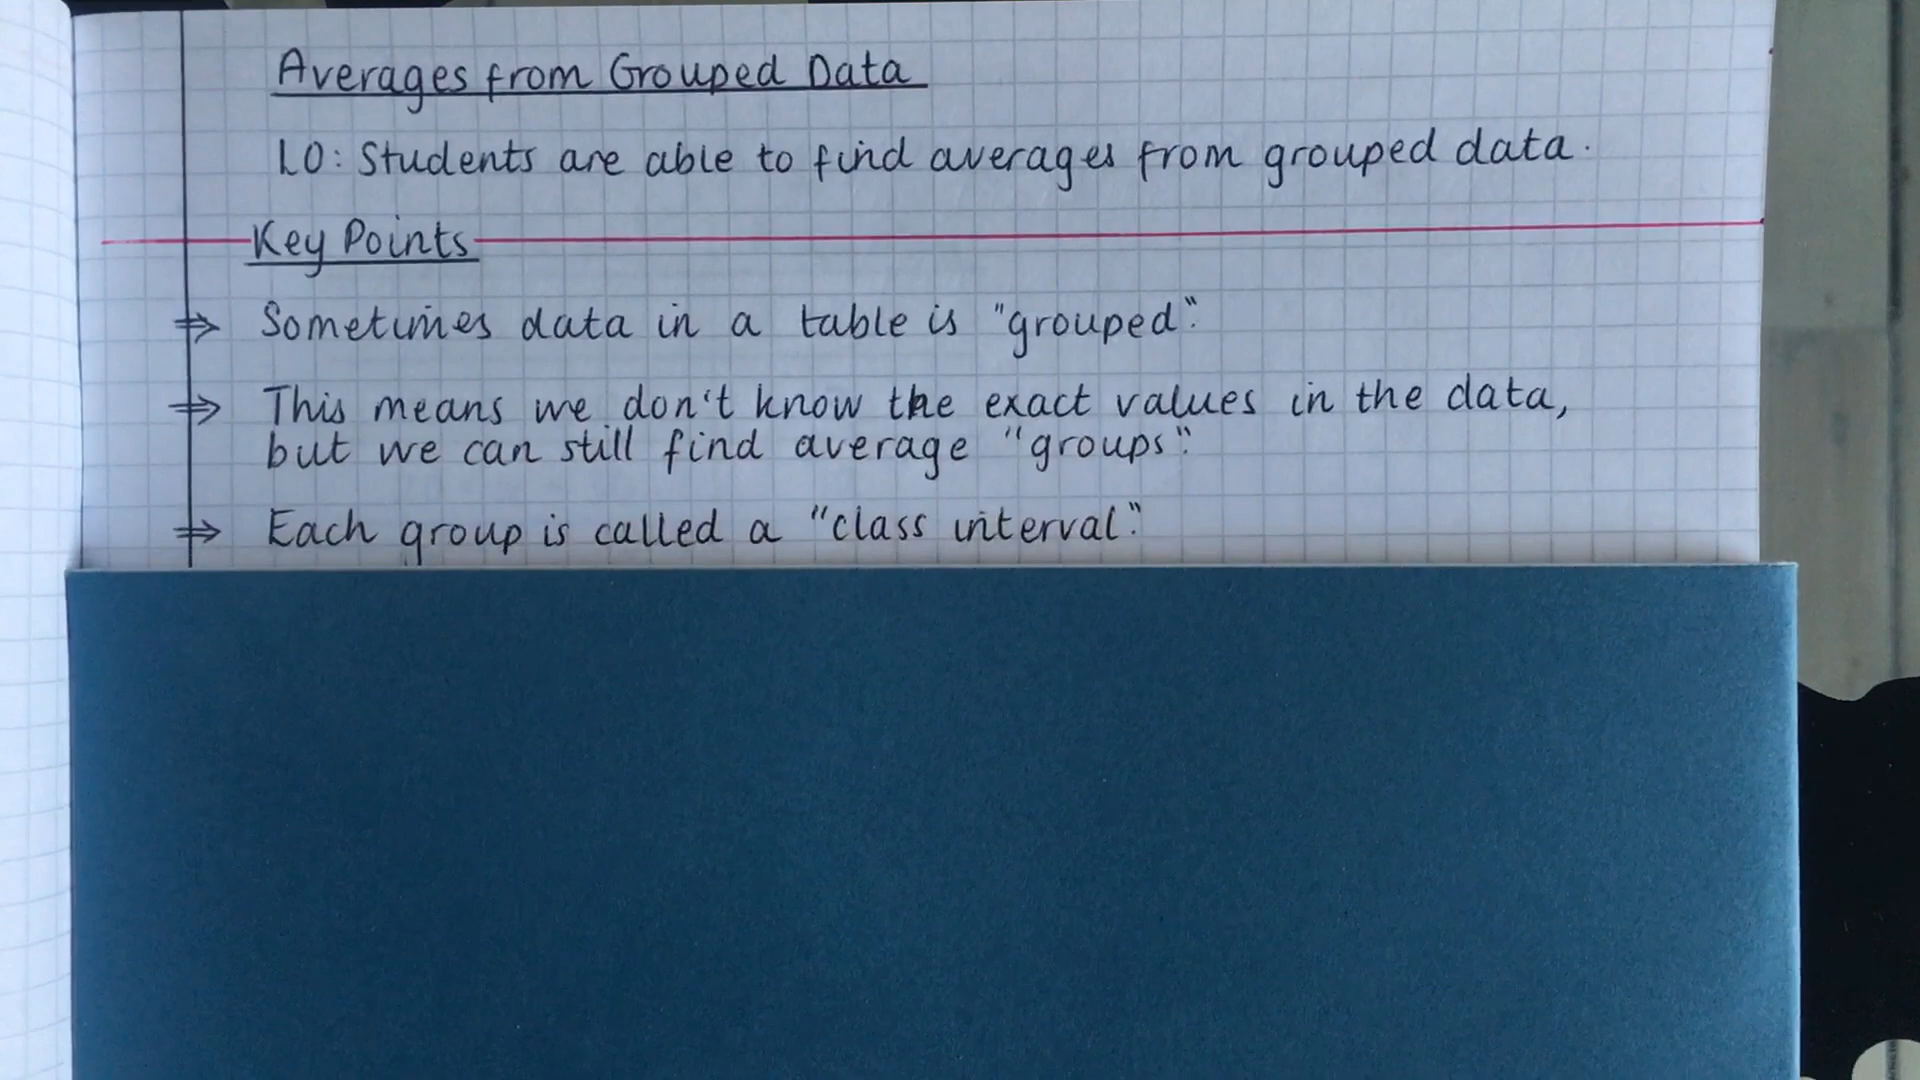 Averages from Grouped Data
LO: Students are able to find averages from grouped data.
Key Points
⇒ Sometimes data in a table is "grouped".
⇒ This means we don't know the exact values in the data,
but we can still find average "groups".
⇒ Each group is called a "class interval".